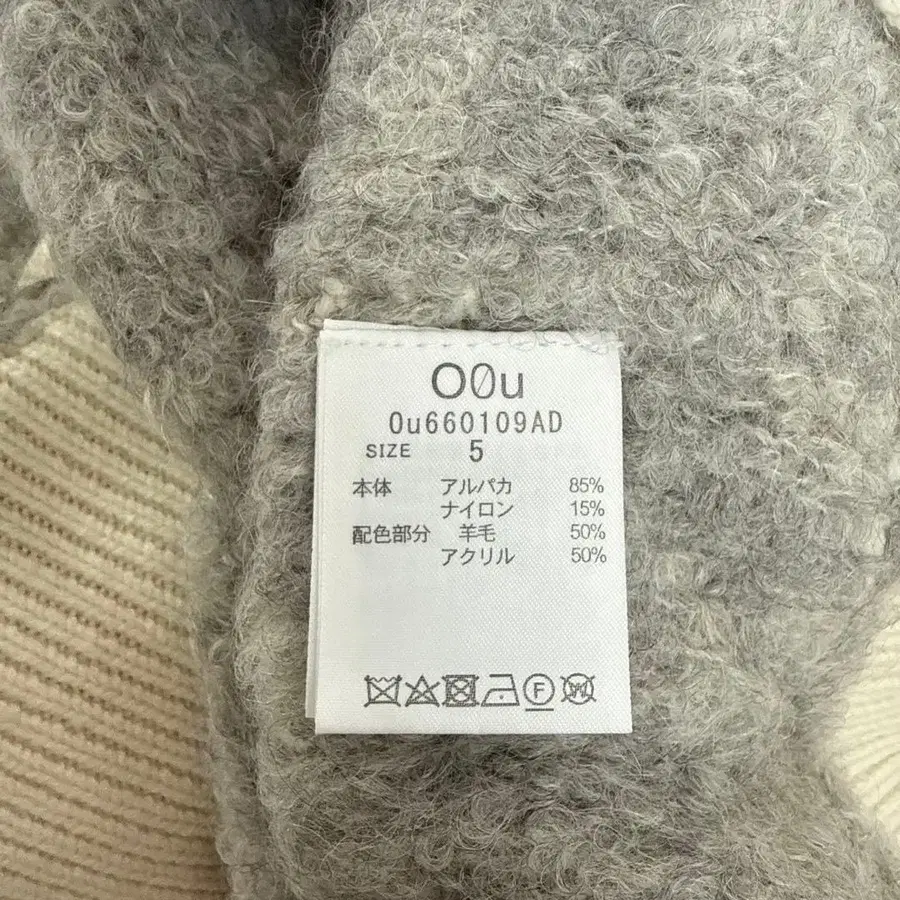 O0u
0u660109AD
SIZE 5
本体 アルパカ 85%
ナイロン 15%
配色部分 羊毛 50%
アクリル 50%
F W